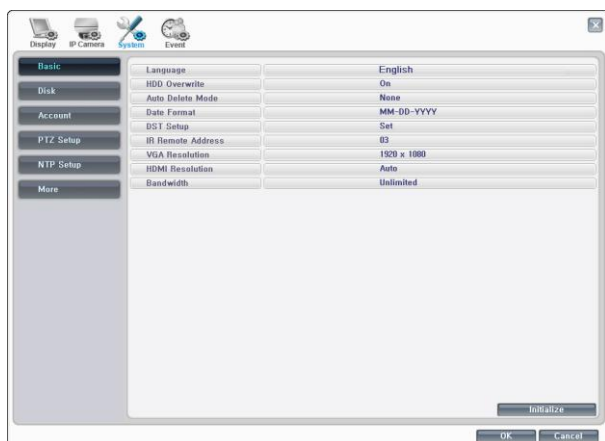 Display IP Camera System Event
Basic
Disk
Account
PTZ Setup
NTP Setup
More
Language English
HDD Overwrite On
Auto Delete Mode None
Date Format MM-DD-YYYY
DST Setup Set
IR Remote Address 03
VGA Resolution 1920 x 1080
HDMI Resolution Auto
Bandwidth Unlimited
Initialize
OK Cancel